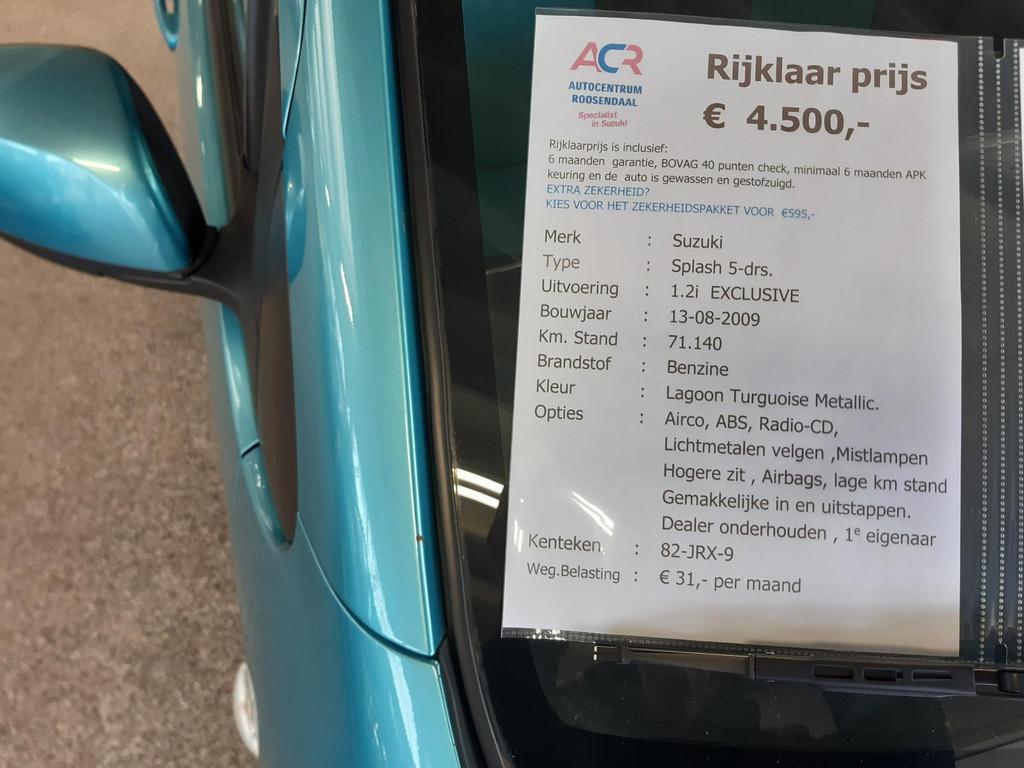 ACR
AUTOCENTRUM
ROOSENDAAL
Specialist
in Suzuki
Rijklaar prijs
€ 4.500,-
Rijklaarprijs is inclusief:
6 maanden garantie, BOVAG 40 punten check, minimaal 6 maanden APK
keuring en de auto is gewassen en gestofzuigd.
EXTRA ZEKERHEID?
KIES VOOR HET ZEKERHEIDSPAKKET VOOR €595,-
Merk : Suzuki
Type : Splash 5-drs.
Uitvoering : 1.2i EXCLUSIVE
Bouwjaar : 13-08-2009
Km. Stand : 71.140
Brandstof : Benzine
Kleur : Lagoon Turguoise Metallic.
Opties : Airco, ABS, Radio-CD,
Lichtmetalen velgen ,Mistlampen
Hogere zit , Airbags, lage km stand
Gemakkelijke in en uitstappen.
Dealer onderhouden , 1e eigenaar
Kenteken : 82-JRX-9
Weg.Belasting : € 31,- per maand